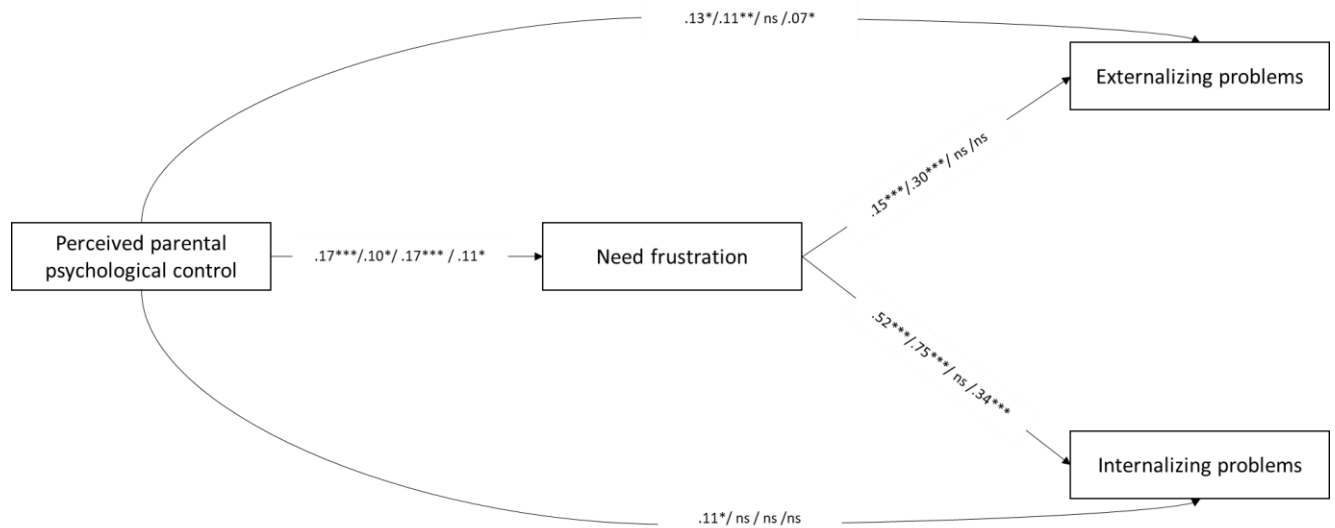 .13*/.11**/ ns /.07*
Externalizing problems
.15***/.30***/ ns /ns
Perceived parental
psychological control
.17***/.10*/ .17*** / .11*
Need frustration
.52***/.75***/ ns /.34***
Internalizing problems
.11*/ ns / ns /ns